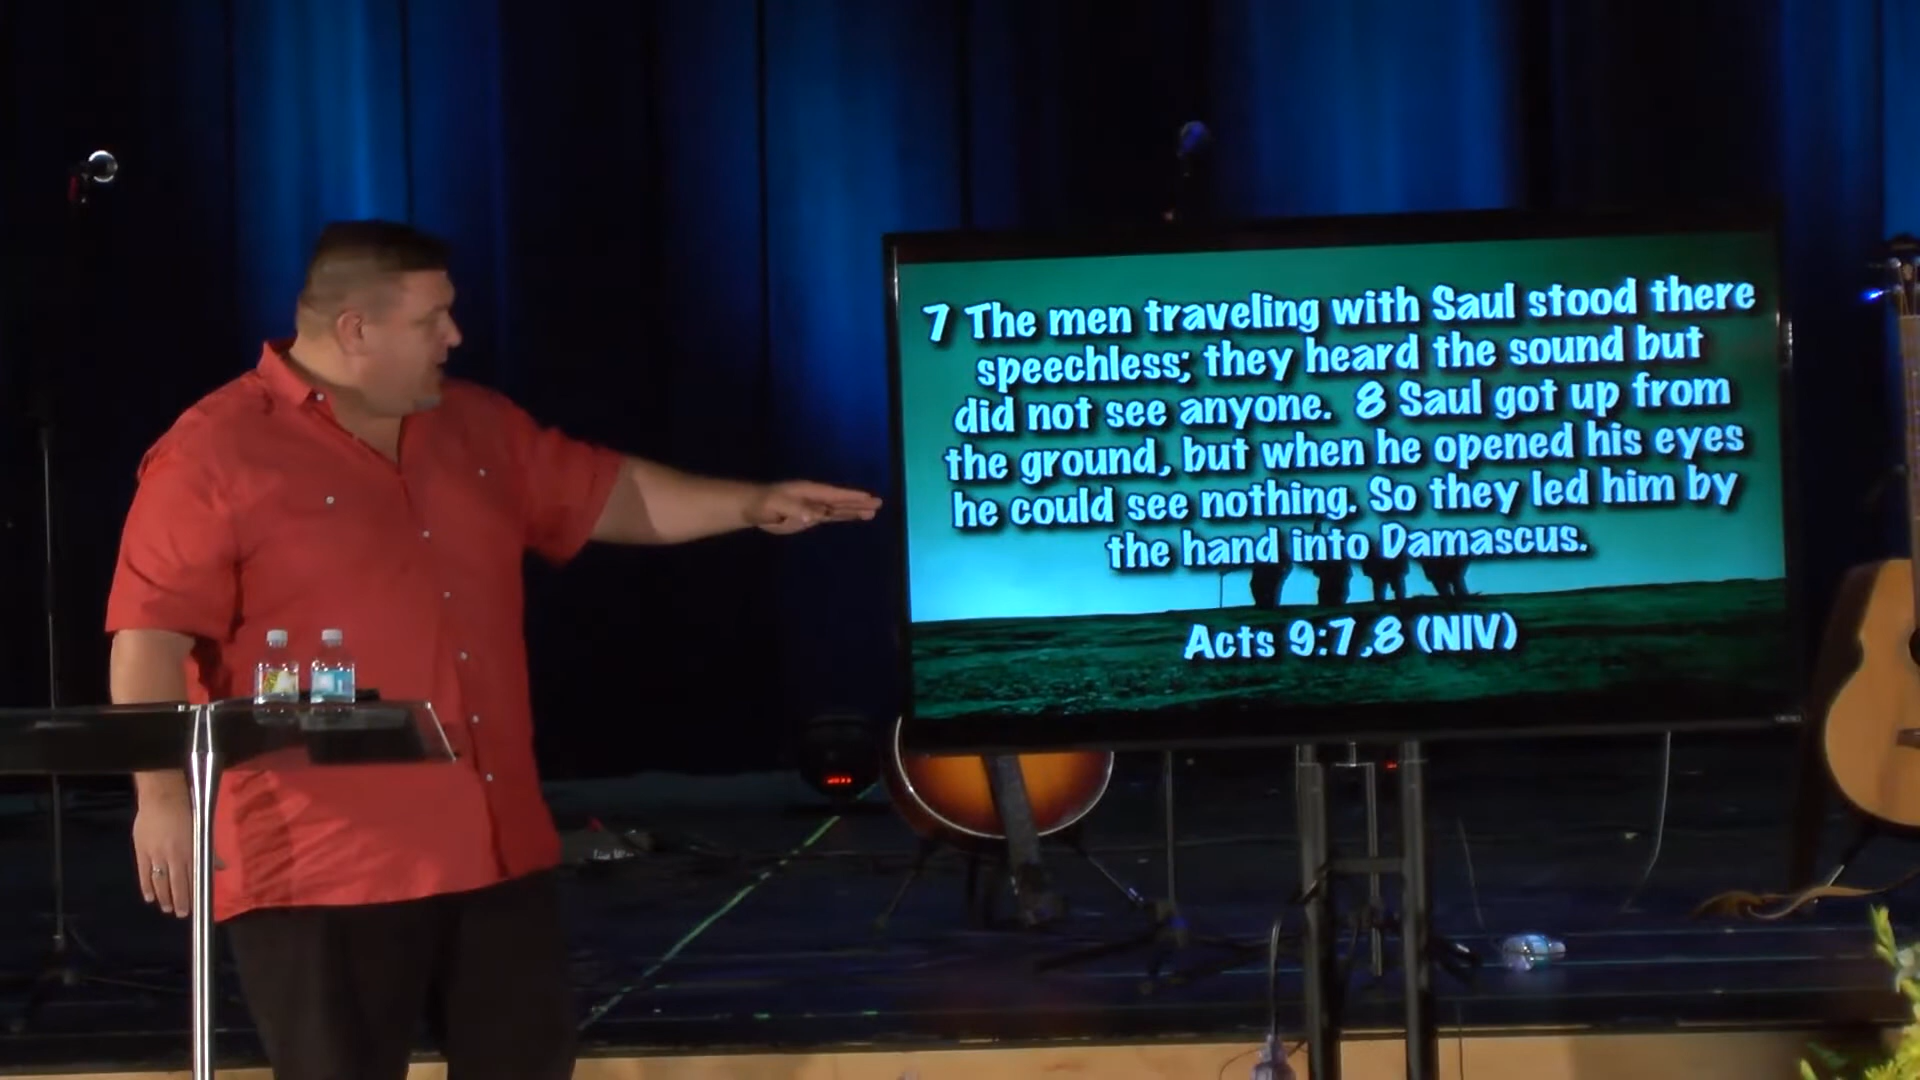 7 The men traveling with Saul stood there
speechless; they heard the sound but
did not see anyone. 8 Saul got up from
the ground, but when he opened his eyes
he could see nothing. So they led him by
the hand into Damascus.
Acts 9:7,8 (NIV)